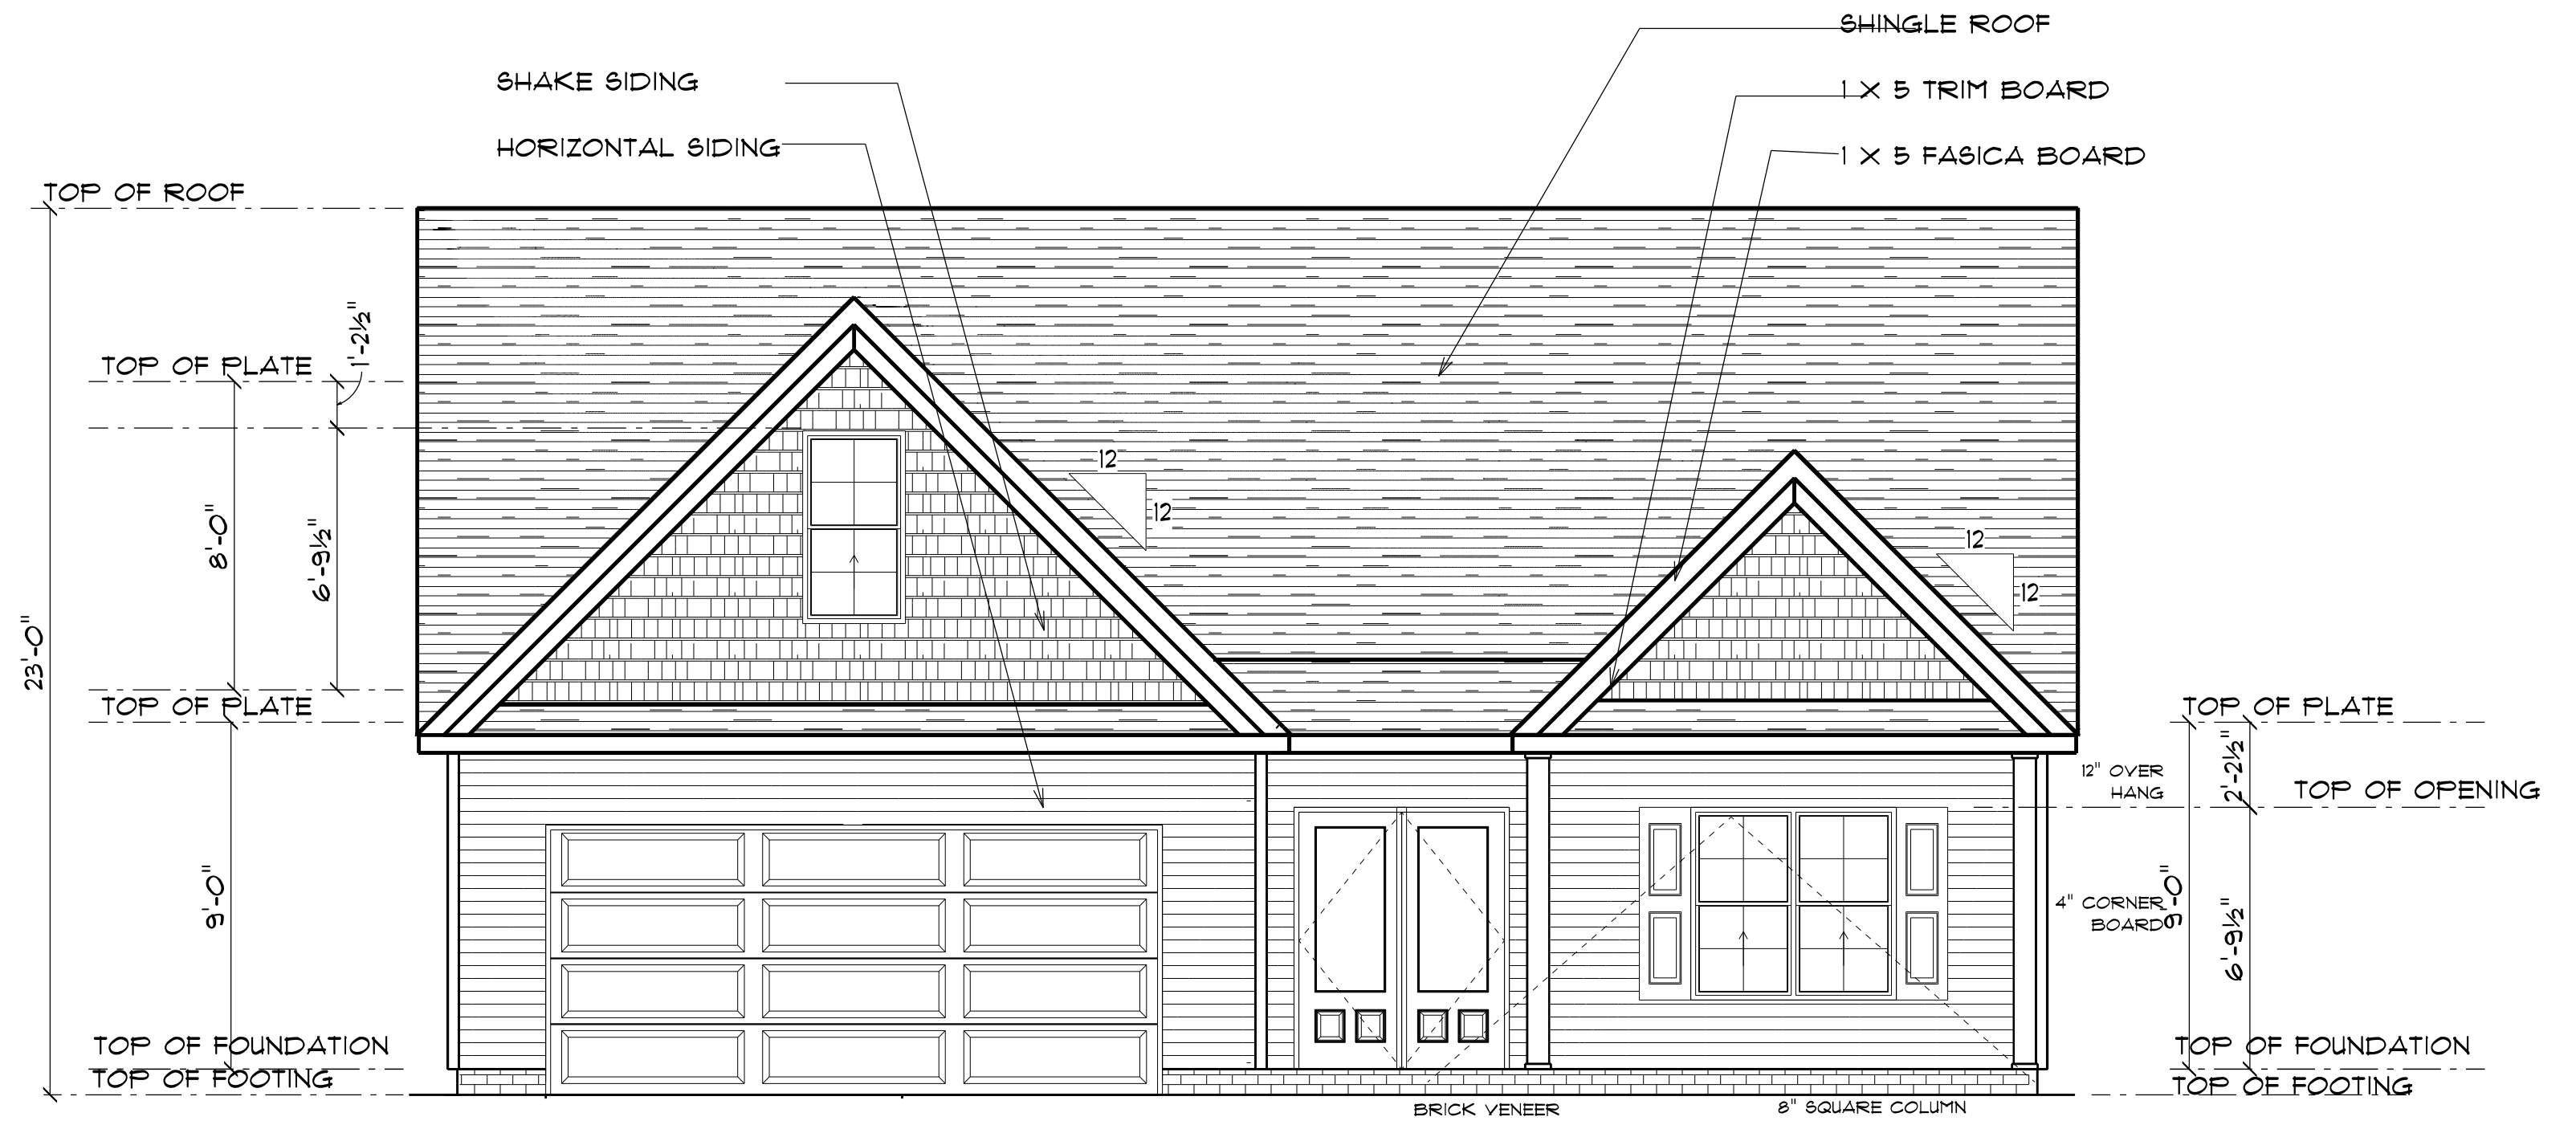 SHINGLE ROOF
SHAKE SIDING
1 X 5 TRIM BOARD
HORIZONTAL SIDING
1 X 5 FASICA BOARD
TOP OF ROOF
1'-2½"
TOP OF PLATE
12
12
8'-0"
6'-9½"
12
12
23'-0"
TOP OF PLATE
TOP OF PLATE
12" OVER
HANG
2'-2½"
TOP OF OPENING
9'-0"
4" CORNER
BOARD
9'-0"
6'-9½"
TOP OF FOUNDATION
TOP OF FOUNDATION
TOP OF FOOTING
TOP OF FOOTING
BRICK VENEER
8" SQUARE COLUMN